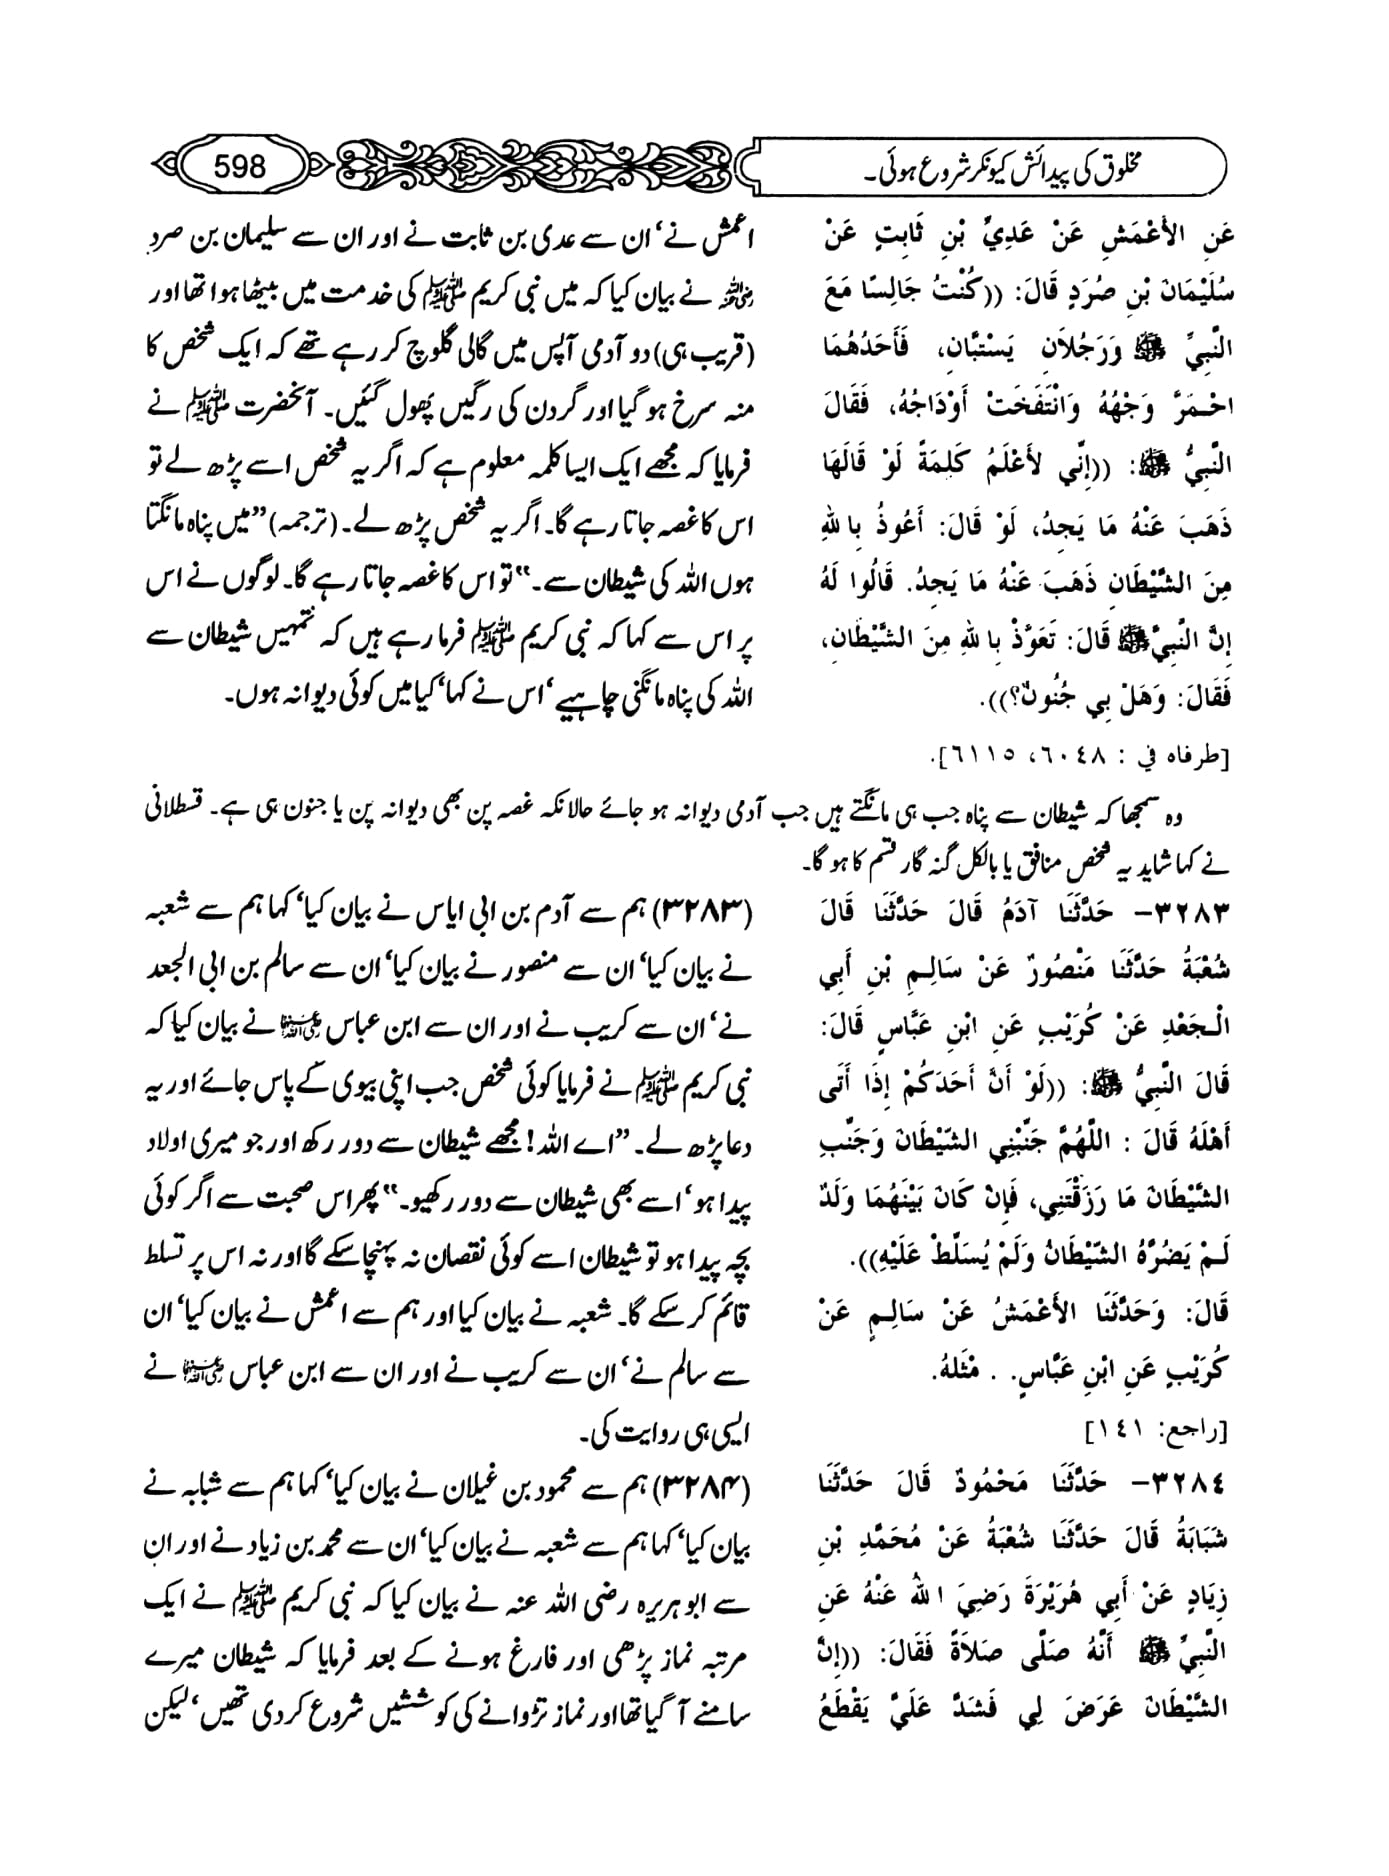 مخلوق کی پیدائش کیونکر شروع ہوئی۔
598
عَنِ الأَعْمَشِ عَنْ عَدِيِّ بْنِ ثَابِتٍ عَنْ
سُلَيْمَانَ بْنِ صُرَدٍ قَالَ: ((كُنْتُ جَالِسًا مَعَ
النَّبِيِّ ﷺ وَرَجُلاَنِ يَسْتَبَّانِ، فَأَحَدُهُمَا
احْمَرَّ وَجْهُهُ وَانْتَفَخَتْ أَوْدَاجُهُ، فَقَالَ
النَّبِيُّ ﷺ: ((إِنِّي لأَعْلَمُ كَلِمَةً لَوْ قَالَهَا
ذَهَبَ عَنْهُ مَا يَجِدُ، لَوْ قَالَ: أَعُوذُ بِاللهِ
مِنَ الشَّيْطَانِ ذَهَبَ عَنْهُ مَا يَجِدُ. قَالُوا لَهُ
إِنَّ النَّبِيَّ ﷺ قَالَ: تَعَوَّذْ بِاللهِ مِنَ الشَّيْطَانِ،
فَقَالَ: وَهَلْ بِي جُنُونٌ؟)).
[طرفاه في : ٦٠٤٨، ٦١١٥].
اعمش نے‘ ان سے عدی بن ثابت نے اور ان سے سلیمان بن صرد
رضی اللہ عنہ نے بیان کیا کہ میں نبی کریم ﷺ کی خدمت میں بیٹھا ہوا تھا اور
(قریب ہی) دو آدمی آپس میں گالی گلوچ کر رہے تھے کہ ایک شخص کا
منہ سرخ ہو گیا اور گردن کی رگیں پھول گئیں۔ آنحضرت ﷺ نے
فرمایا کہ مجھے ایک ایسا کلمہ معلوم ہے کہ اگر یہ شخص اسے پڑھ لے تو
اس کا غصہ جاتا رہے گا۔ اگر یہ شخص پڑھ لے۔ (ترجمہ) ”میں پناہ مانگتا
ہوں اللہ کی شیطان سے۔“ تو اس کا غصہ جاتا رہے گا۔ لوگوں نے اس
پر اس سے کہا کہ نبی کریم ﷺ فرما رہے ہیں کہ تمہیں شیطان سے
اللہ کی پناہ مانگنی چاہیے‘ اس نے کہا‘ کیا میں کوئی دیوانہ ہوں۔
وہ سمجھا کہ شیطان سے پناہ جب ہی مانگتے ہیں جب آدمی دیوانہ ہو جائے حالانکہ غصہ پن بھی دیوانہ پن یا جنون ہی ہے۔ قسطلانی
نے کہا شاید یہ شخص منافق یا بالکل گنہ گار قسم کا ہو گا۔
٣٢٨٣- حَدَّثَنَا آدَمُ قَالَ حَدَّثَنَا قَالَ
شُعْبَةُ حَدَّثَنَا مَنْصُورٌ عَنْ سَالِمِ بْنِ أَبِي
الْجَعْدِ عَنْ كُرَيْبٍ عَنِ ابْنِ عَبَّاسٍ قَالَ:
قَالَ النَّبِيُّ ﷺ: ((لَوْ أَنَّ أَحَدَكُمْ إِذَا أَتَى
أَهْلَهُ قَالَ : اللَّهُمَّ جَنِّبْنِي الشَّيْطَانَ وَجَنِّبِ
الشَّيْطَانَ مَا رَزَقْتَنِي، فَإِنْ كَانَ بَيْنَهُمَا وَلَدٌ
لَمْ يَضُرَّهُ الشَّيْطَانُ وَلَمْ يُسَلَّطْ عَلَيْهِ)).
قَالَ: وَحَدَّثَنَا الأَعْمَشُ عَنْ سَالِمٍ عَنْ
كُرَيْبٍ عَنِ ابْنِ عَبَّاسٍ. . مَثْلَهُ.
[راجع: ١٤١]
(۳۲۸۳) ہم سے آدم بن ابی ایاس نے بیان کیا‘ کہا ہم سے شعبہ
نے بیان کیا‘ ان سے منصور نے بیان کیا‘ ان سے سالم بن ابی الجعد
نے‘ ان سے کریب نے اور ان سے ابن عباس رضی اللہ عنہما نے بیان کیا کہ
نبی کریم ﷺ نے فرمایا کوئی شخص جب اپنی بیوی کے پاس جائے اور یہ
دعا پڑھ لے۔ ”اے اللہ! مجھے شیطان سے دور رکھ اور جو میری اولاد
پیدا ہو‘ اسے بھی شیطان سے دور رکھیو۔“ پھر اس صحبت سے اگر کوئی
بچہ پیدا ہو تو شیطان اسے کوئی نقصان نہ پہنچا سکے گا اور نہ اس پر تسلط
قائم کر سکے گا۔ شعبہ نے بیان کیا اور ہم سے اعمش نے بیان کیا‘ ان
سے سالم نے‘ ان سے کریب نے اور ان سے ابن عباس رضی اللہ عنہما نے
ایسی ہی روایت کی۔
٣٢٨٤- حَدَّثَنَا مَحْمُودٌ قَالَ حَدَّثَنَا
شَبَابَةُ قَالَ حَدَّثَنَا شُعْبَةُ عَنْ مُحَمَّدِ بْنِ
زِيَادٍ عَنْ أَبِي هُرَيْرَةَ رَضِيَ اللهُ عَنْهُ عَنِ
النَّبِيِّ ﷺ أَنَّهُ صَلَّى صَلاَةً فَقَالَ: ((إِنَّ
الشَّيْطَانَ عَرَضَ لِي فَشَدَّ عَلَيَّ يَقْطَعُ
(۳۲۸۴) ہم سے محمود بن غیلان نے بیان کیا‘ کہا ہم سے شبابہ نے
بیان کیا‘ کہا ہم سے شعبہ نے بیان کیا‘ ان سے محمد بن زیاد نے اور ان
سے ابو ہریرہ رضی اللہ عنہ نے بیان کیا کہ نبی کریم ﷺ نے ایک
مرتبہ نماز پڑھی اور فارغ ہونے کے بعد فرمایا کہ شیطان میرے
سامنے آ گیا تھا اور نماز تڑوانے کی کوششیں شروع کر دی تھیں‘ لیکن